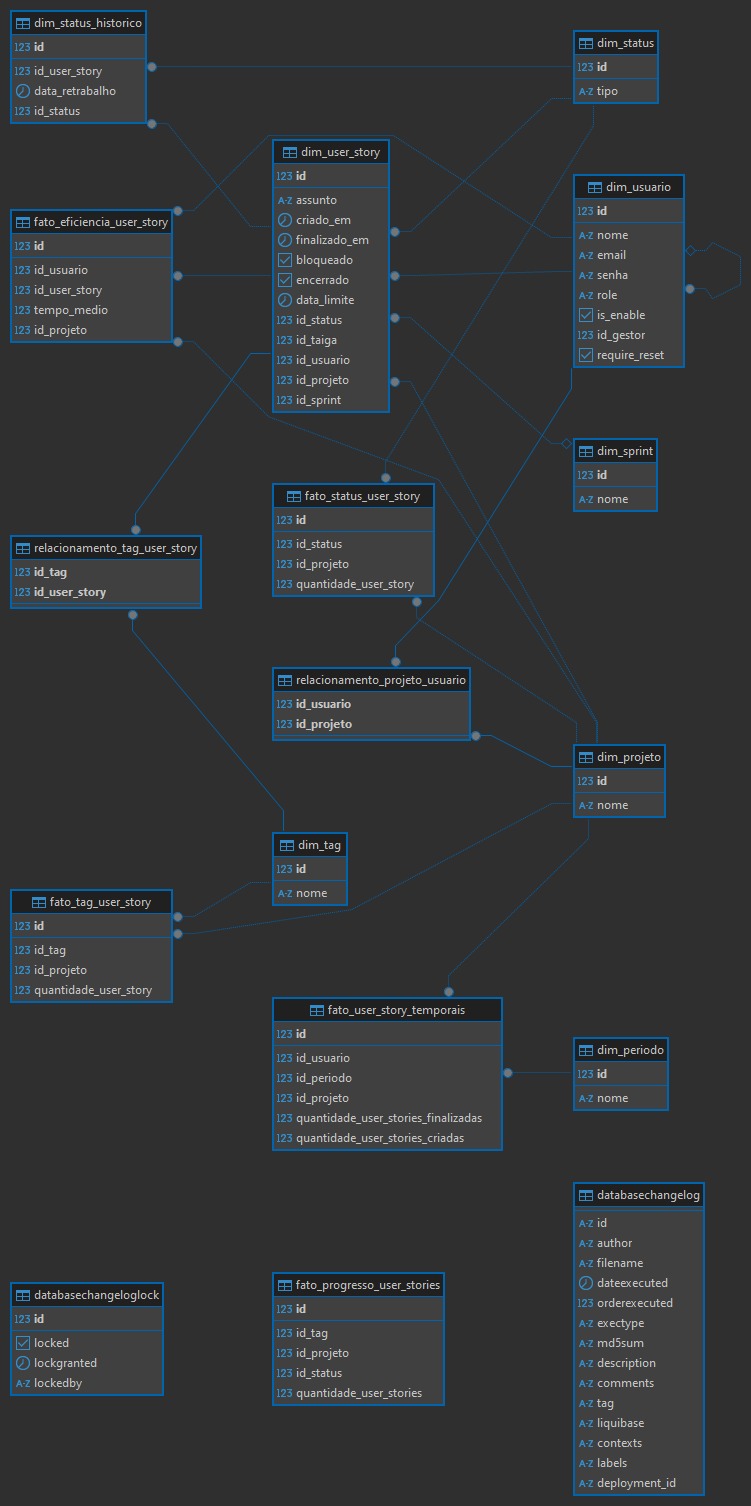 dim_status_historico
123 id
123 id_user_story
data_retrabalho
123 id_status
dim_status
123 id
A-Z tipo
dim_user_story
123 id
A-Z assunto
criado_em
finalizado_em
bloqueado
encerrado
data_limite
123 id_status
123 id_taiga
123 id_usuario
123 id_projeto
123 id_sprint
dim_usuario
123 id
A-Z nome
A-Z email
A-Z senha
A-Z role
is_enable
123 id_gestor
require_reset
fato_eficiencia_user_story
123 id
123 id_usuario
123 id_user_story
123 tempo_medio
123 id_projeto
dim_sprint
123 id
A-Z nome
fato_status_user_story
123 id
123 id_status
123 id_projeto
123 quantidade_user_story
relacionamento_tag_user_story
123 id_tag
123 id_user_story
relacionamento_projeto_usuario
123 id_usuario
123 id_projeto
dim_projeto
123 id
A-Z nome
dim_tag
123 id
A-Z nome
fato_tag_user_story
123 id
123 id_tag
123 id_projeto
123 quantidade_user_story
fato_user_story_temporais
123 id
123 id_usuario
123 id_periodo
123 id_projeto
123 quantidade_user_stories_finalizadas
123 quantidade_user_stories_criadas
dim_periodo
123 id
A-Z nome
databasechangelog
A-Z id
A-Z author
A-Z filename
dateexecuted
123 orderexecuted
A-Z exectype
A-Z md5sum
A-Z description
A-Z comments
A-Z tag
A-Z liquibase
A-Z contexts
A-Z labels
A-Z deployment_id
databasechangeloglock
123 id
locked
lockgranted
A-Z lockedby
fato_progresso_user_stories
123 id
123 id_tag
123 id_projeto
123 id_status
123 quantidade_user_stories